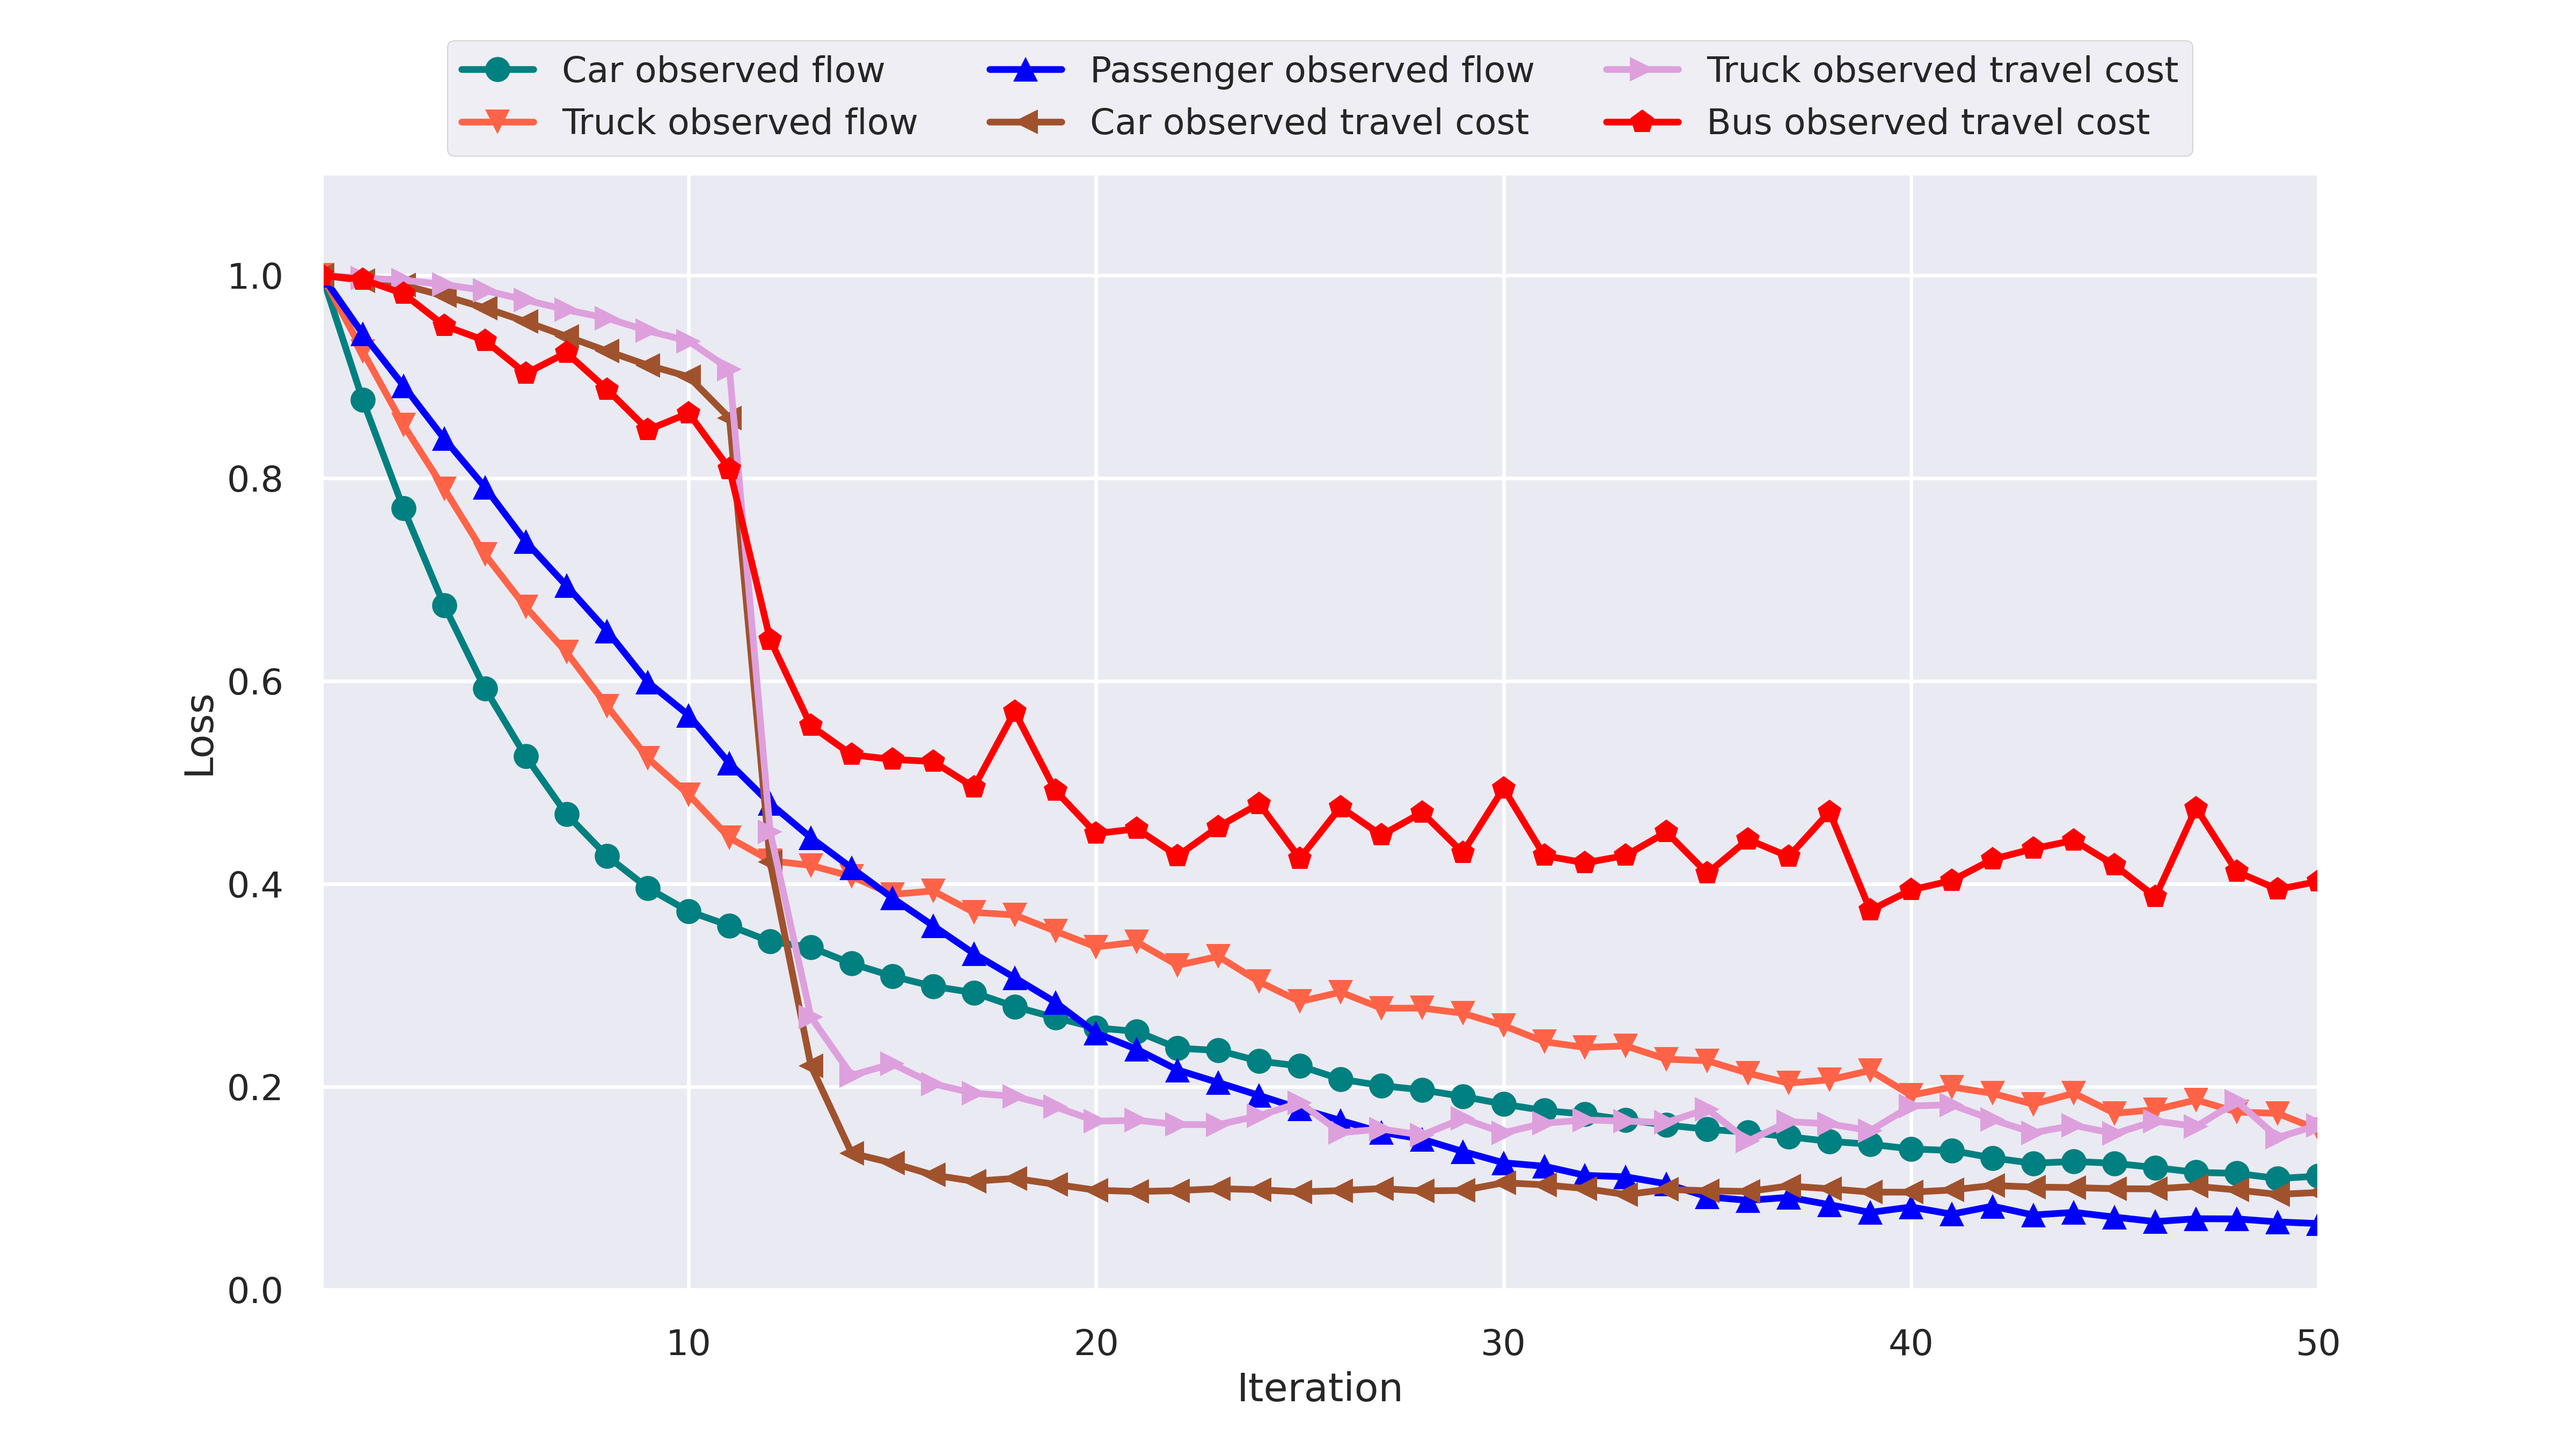 Car observed flow
Truck observed flow
Passenger observed flow
Car observed travel cost
Truck observed travel cost
Bus observed travel cost
1.0
0.8
0.6
0.4
0.2
0.0
Loss
10 20 30 40 50
Iteration